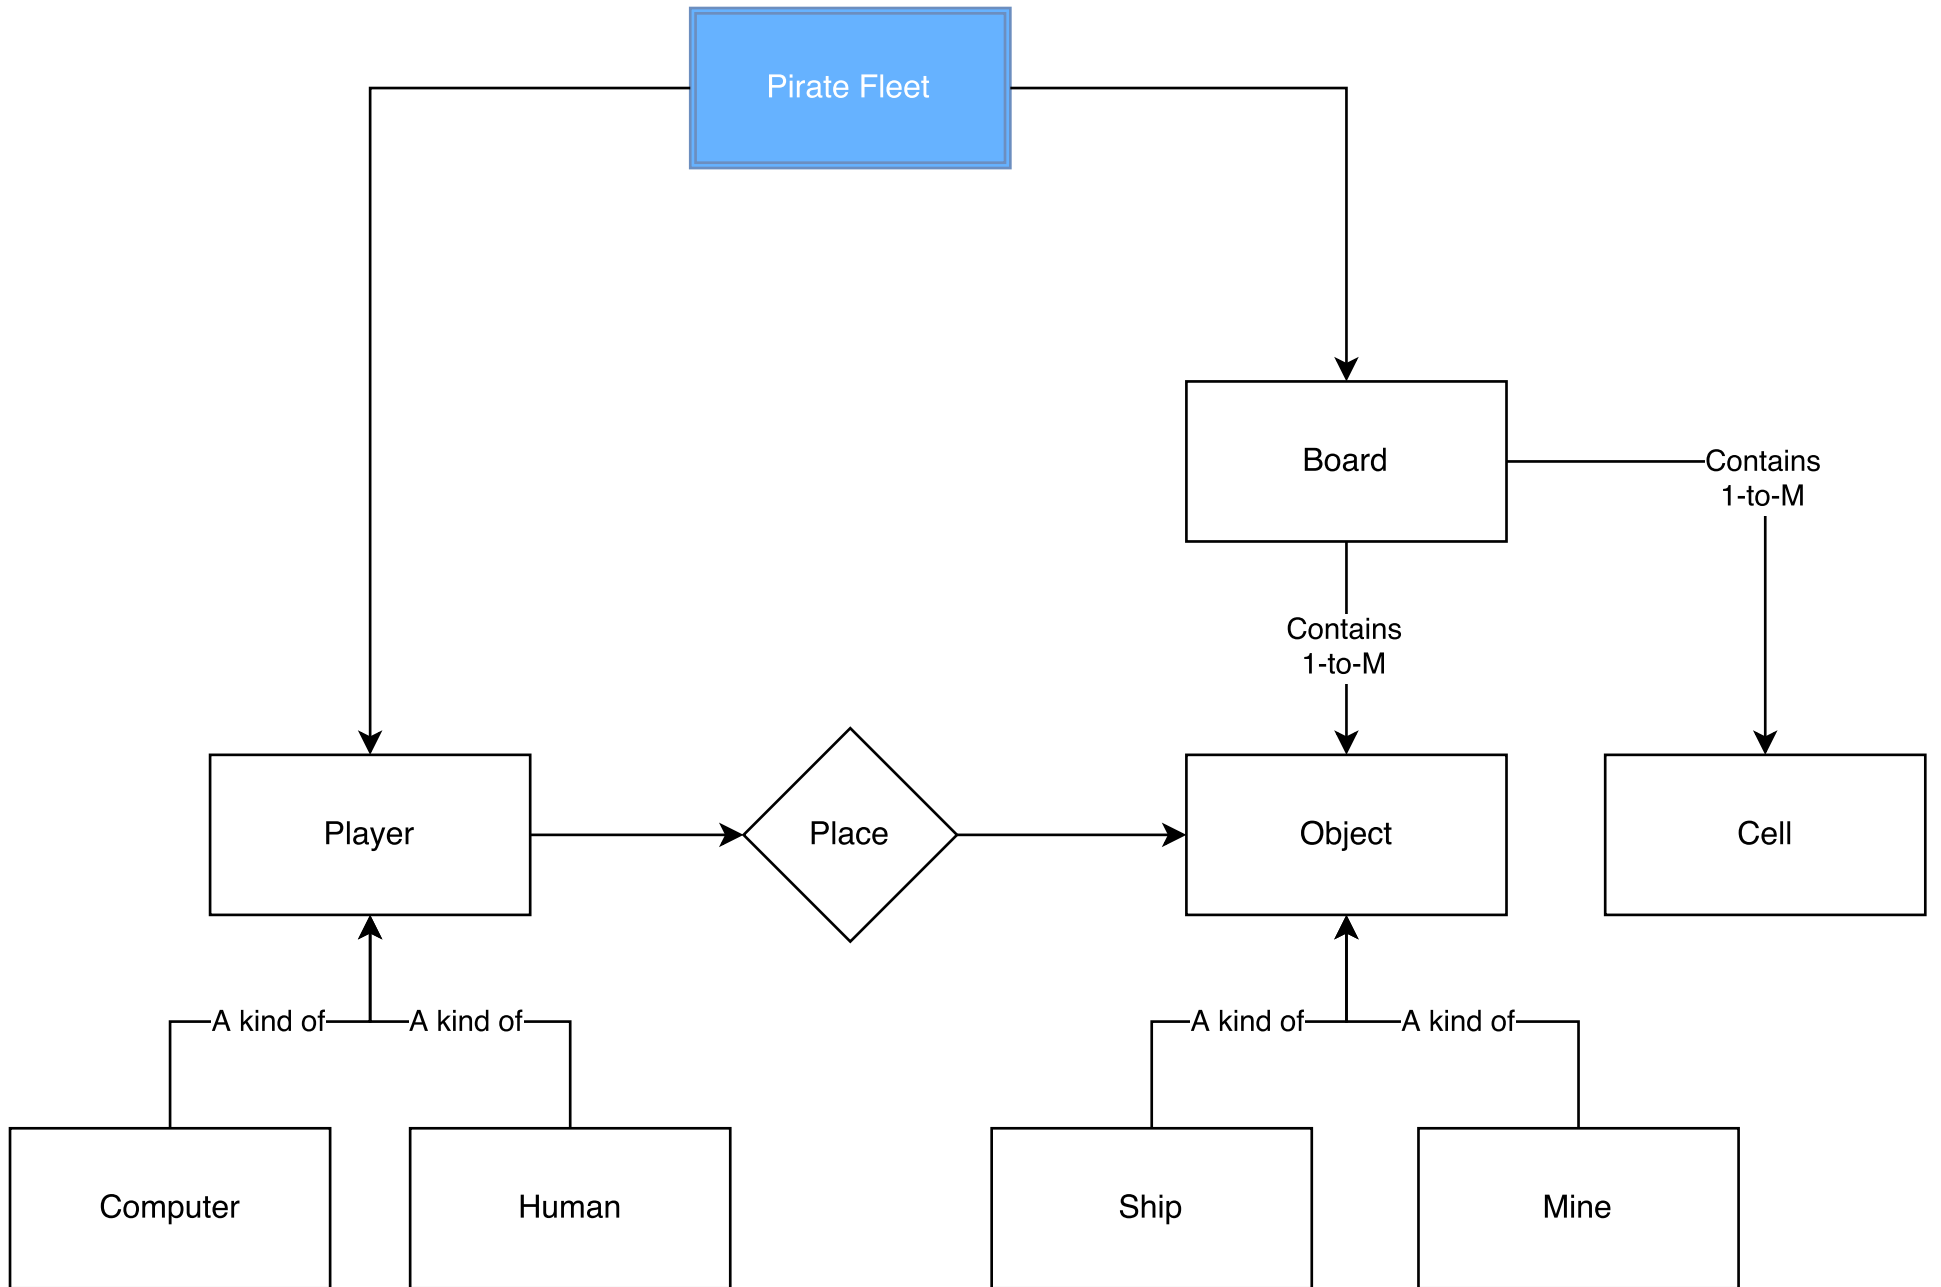 Pirate Fleet
Board
Contains
1-to-M
Contains
1-to-M
Player
Place
Object
Cell
A kind of
A kind of
A kind of
A kind of
Computer
Human
Ship
Mine